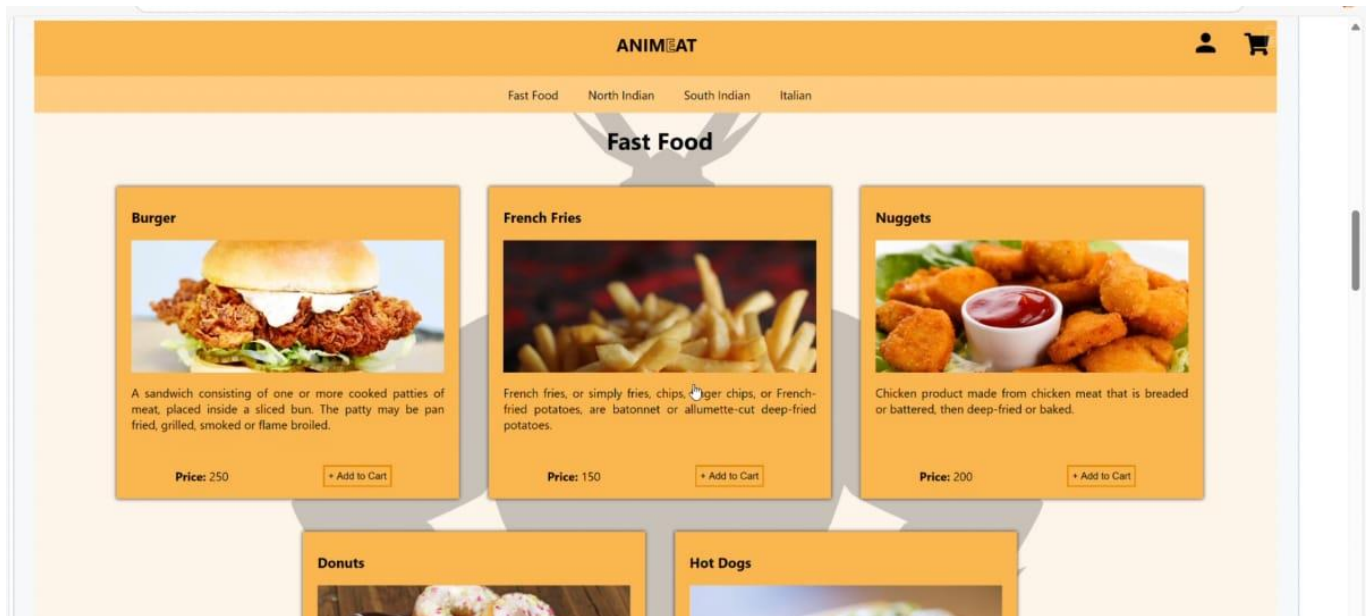 ANIMEAT
Fast Food North Indian South Indian Italian
Fast Food
Burger
A sandwich consisting of one or more cooked patties of
meat, placed inside a sliced bun. The patty may be pan
fried, grilled, smoked or flame broiled.
Price: 250 + Add to Cart
French Fries
French fries, or simply fries, chips, ger chips, or French-
fried potatoes, are batonnet or allumette-cut deep-fried
potatoes.
Price: 150 + Add to Cart
Nuggets
Chicken product made from chicken meat that is breaded
or battered, then deep-fried or baked.
Price: 200 + Add to Cart
Donuts
Hot Dogs